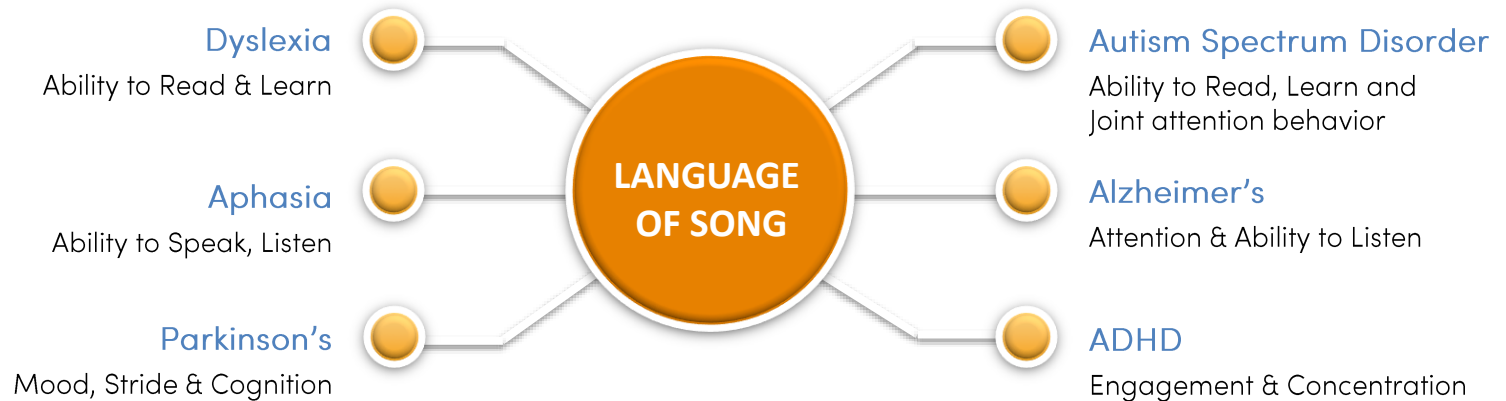 Dyslexia
Ability to Read & Learn
Aphasia
Ability to Speak, Listen
Parkinson’s
Mood, Stride & Cognition
LANGUAGE
OF SONG
Autism Spectrum Disorder
Ability to Read, Learn and
Joint attention behavior
Alzheimer’s
Attention & Ability to Listen
ADHD
Engagement & Concentration